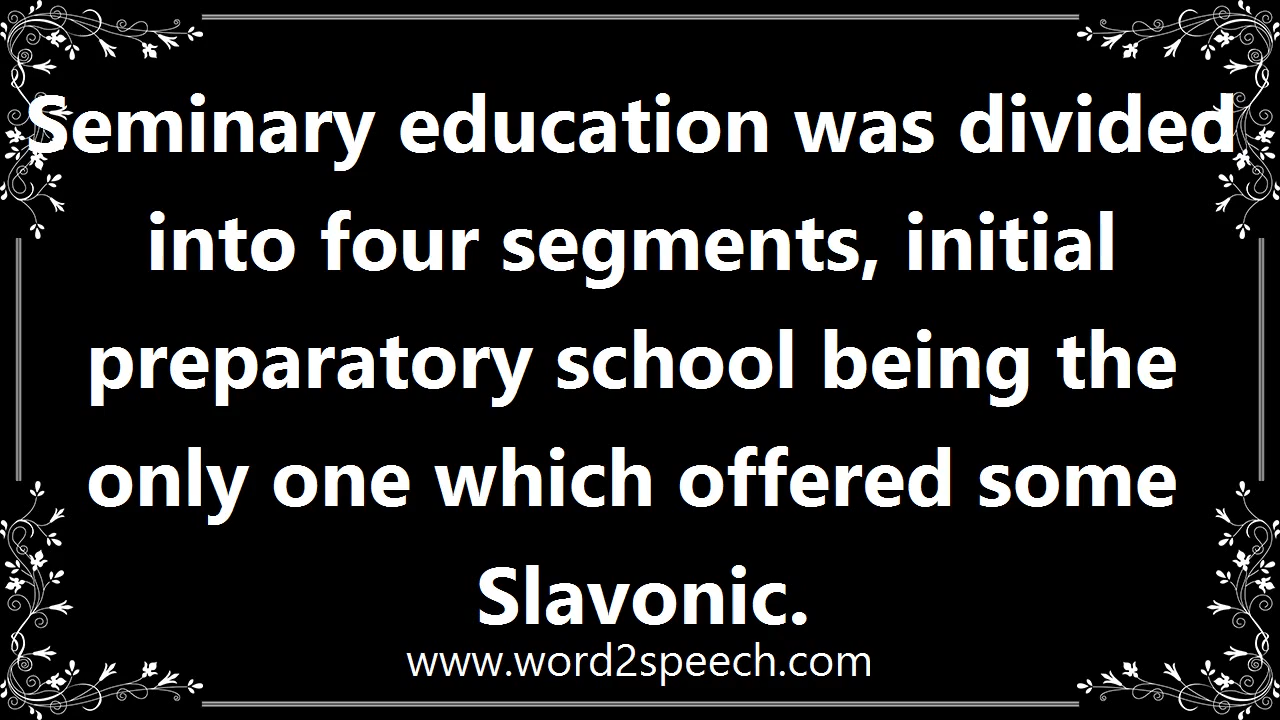 Seminary education was divided
into four segments, initial
preparatory school being the
only one which offered some
Slavonic.
www.word2speech.com